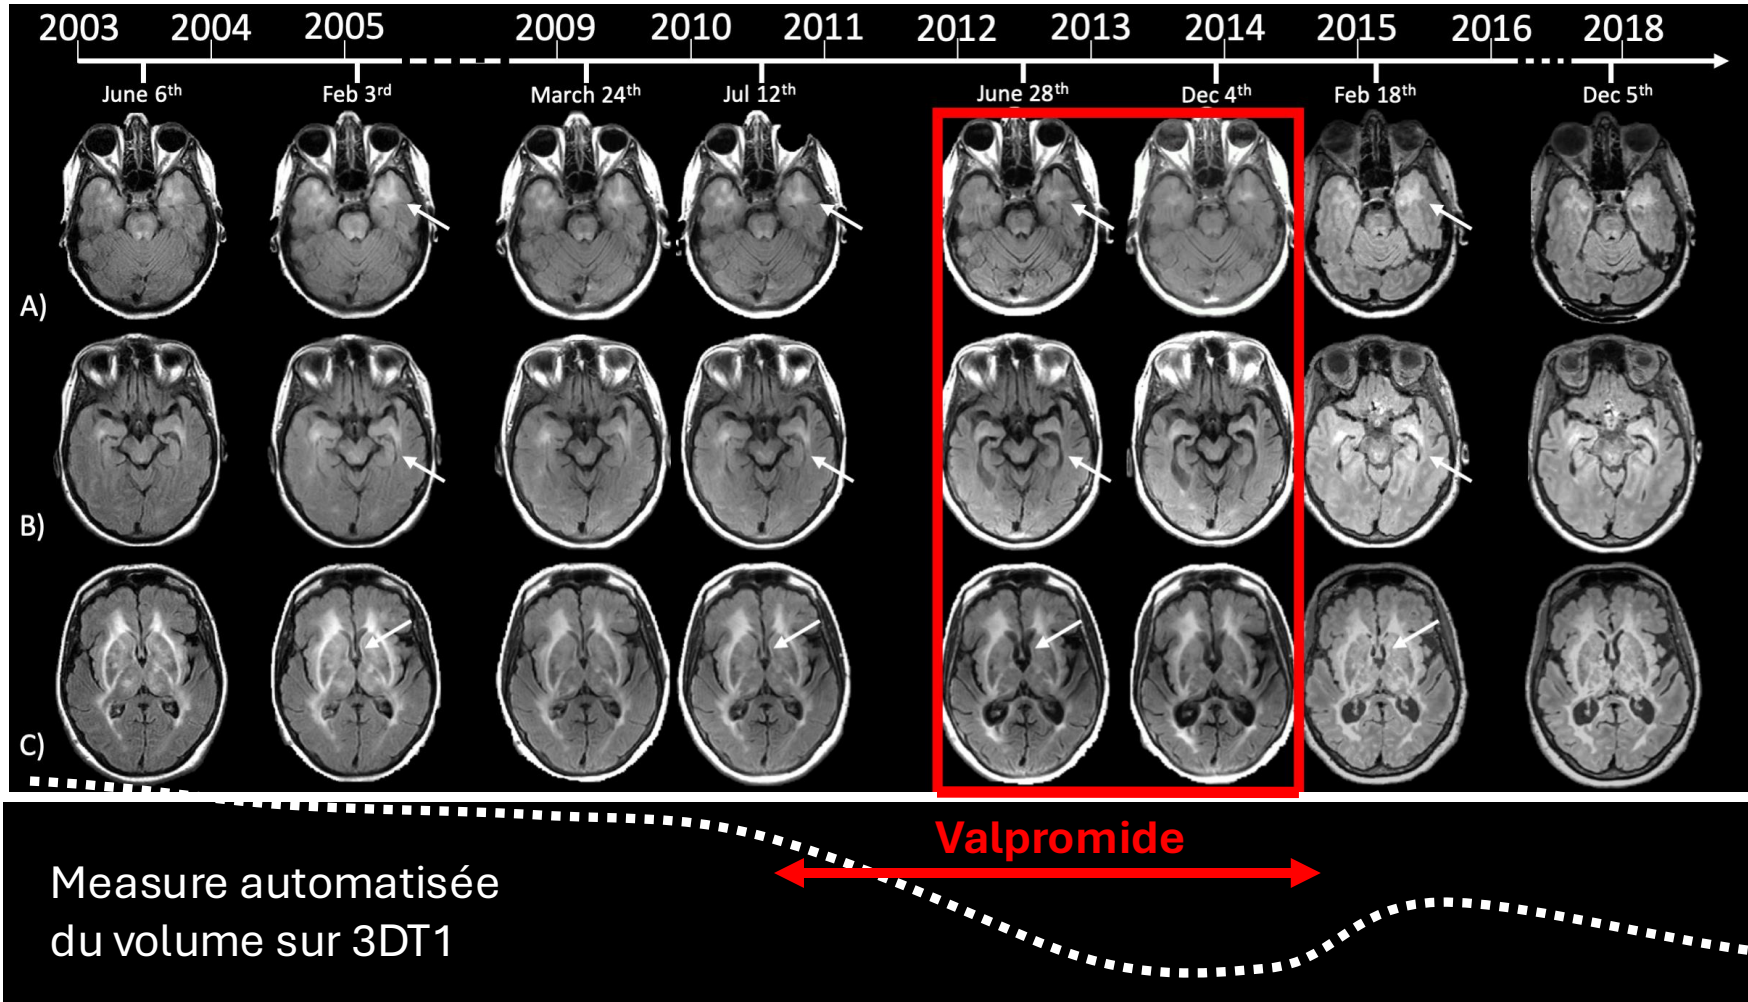 2003 2004 2005 2009 2010 2011 2012 2013 2014 2015 2016 2018
June 6th Feb 3rd March 24th Jul 12th June 28th Dec 4th Feb 18th Dec 5th
A)
B)
C)
Valpromide
Measure automatisée
du volume sur 3DT1